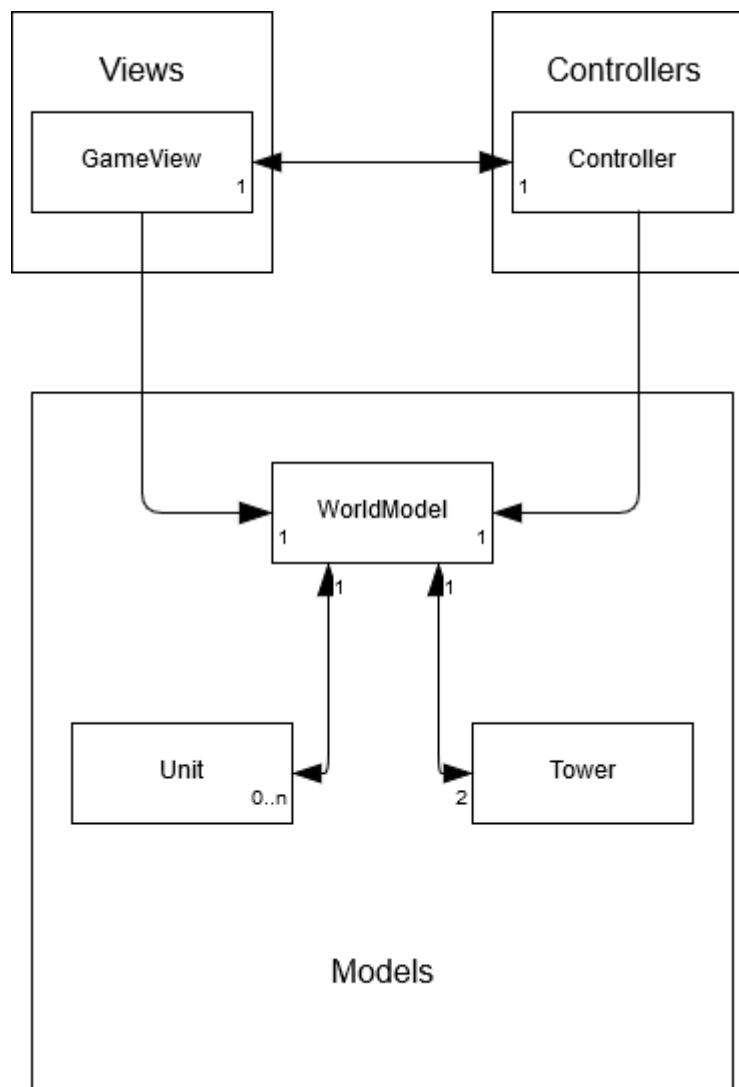 Views
Controllers
GameView
1
Controller
1
WorldModel
1
1
1
1
Unit
0..n
Tower
2
Models